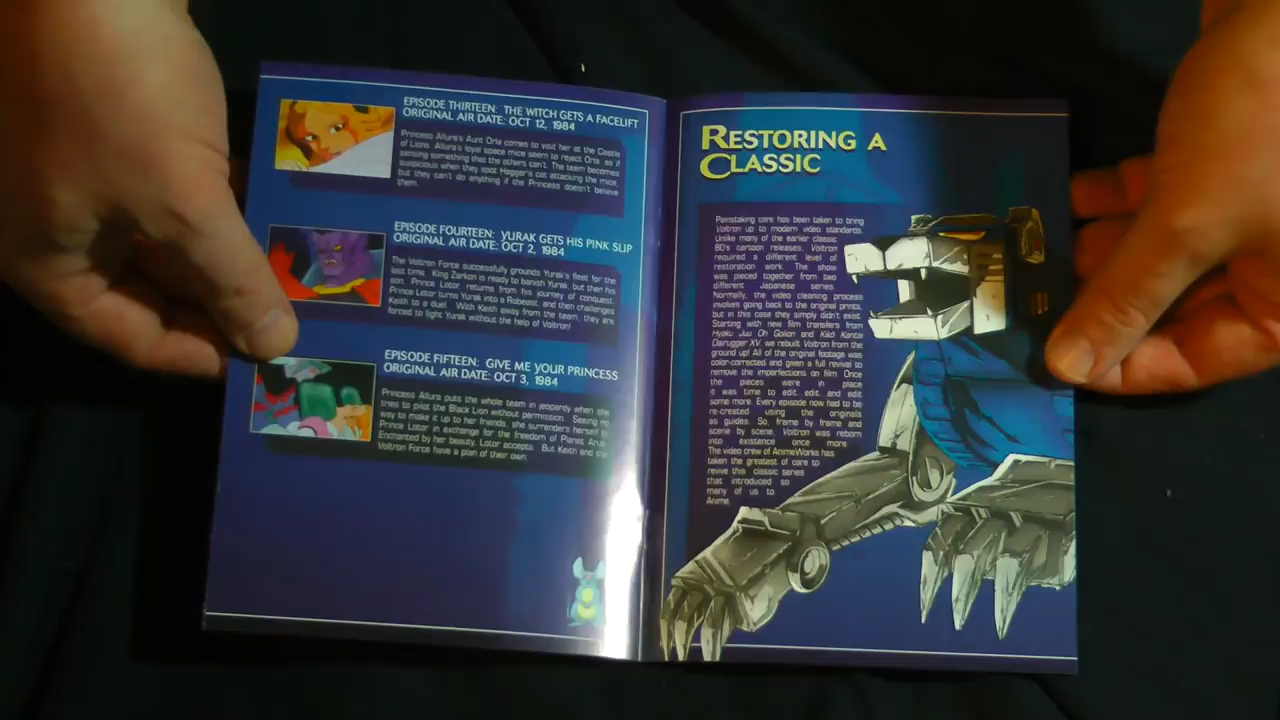 EPISODE THIRTEEN: THE WITCH GETS A FACELIFT
ORIGINAL AIR DATE: OCT 12, 1984
Princess Allura's Aunt Orla comes to visit her at the Castle
of Lions. Allura's loyal space mice seem to reject Orla as if
sensing something that the others can't. The team becomes
suspicious when they spot Haggar's cat attacking the mice,
but they can't do anything if the Princess doesn't believe
them.
EPISODE FOURTEEN: YURAK GETS HIS PINK SLIP
ORIGINAL AIR DATE: OCT 2, 1984
The Voltron Force successfully grounds Yurak's fleet for the
last time. King Zarkon is ready to banish Yurak, but then his
son, Prince Lotor returns from his journey of conquest.
Prince Lotor turns Yurak into a Robeast, and then challenges
Keith to a duel. With Keith away from the team, they are
forced to fight Yurak without the help of Voltron!
EPISODE FIFTEEN: GIVE ME YOUR PRINCESS
ORIGINAL AIR DATE: OCT 3, 1984
Princess Allura puts the whole team in jeopardy when she
tries to pilot the Black Lion without permission. Seeing no
way to make it up to her friends, she surrenders herself to
Prince Lotor in exchange for the freedom of Planet Arus.
Enchanted by her beauty, Lotor accepts. But Keith and the
Voltron Force have a plan of their own.
RESTORING A
CLASSIC
Painstaking care has been taken to bring
Voltron up to modern video standards.
Unlike many of the earlier classic
80's cartoon releases, Voltron
required a different level of
restoration work. The show
was pieced together from two
different Japanese series.
Normally, the video cleaning process
involves going back to the original prints,
but in this case they simply didn't exist.
Starting with new film transfers from
Hyaku Juu Oh Golion and Kikô Kantai
Dairugger XV, we rebuilt Voltron from the
ground up! All of the original footage was
color-corrected and given a full revival to
remove the imperfections on film. Once
the pieces were in place
it was time to edit, edit, and edit
some more. Every episode now had to be
re-created using the originals
as guides. So, frame by frame and
scene by scene, Voltron was reborn
into existence once more.
The video crew of AnimeWorks has
taken the greatest of care to
revive this classic series
that introduced so
many of us to
Anime.